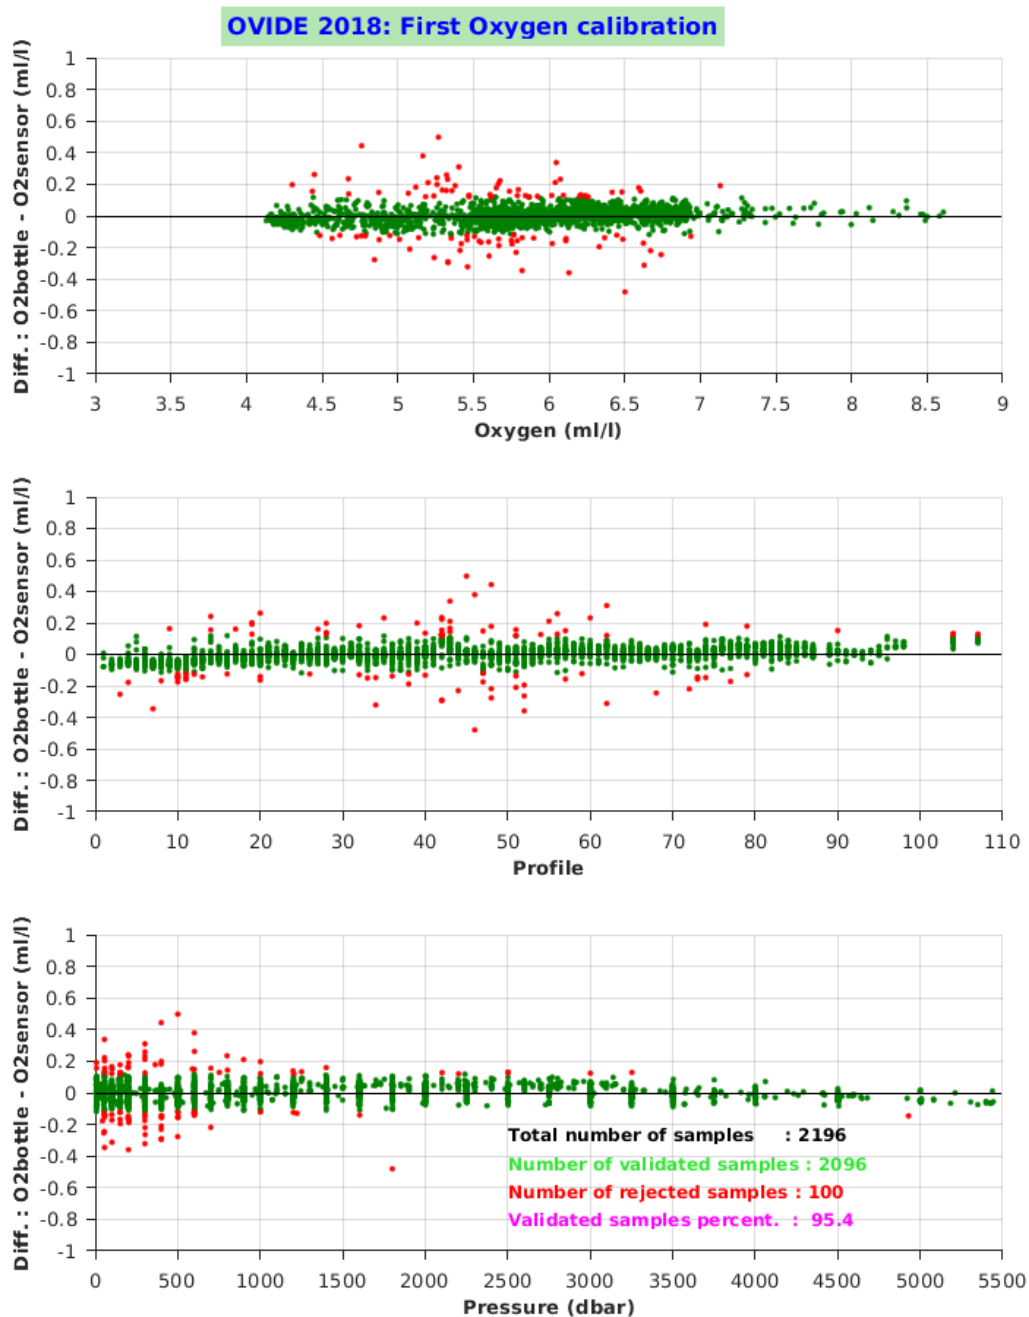 OVIDE 2018: First Oxygen calibration
Diff. : O2bottle - O2sensor (ml/l)
1
0.8
0.6
0.4
0.2
0
-0.2
-0.4
-0.6
-0.8
-1
3 3.5 4 4.5 5 5.5 6 6.5 7 7.5 8 8.5 9
Oxygen (ml/l)
Diff. : O2bottle - O2sensor (ml/l)
1
0.8
0.6
0.4
0.2
0
-0.2
-0.4
-0.6
-0.8
-1
0 10 20 30 40 50 60 70 80 90 100 110
Profile
Diff. : O2bottle - O2sensor (ml/l)
1
0.8
0.6
0.4
0.2
0
-0.2
-0.4
-0.6
-0.8
-1
Total number of samples : 2196
Number of validated samples : 2096
Number of rejected samples : 100
Validated samples percent. : 95.4
0 500 1000 1500 2000 2500 3000 3500 4000 4500 5000 5500
Pressure (dbar)